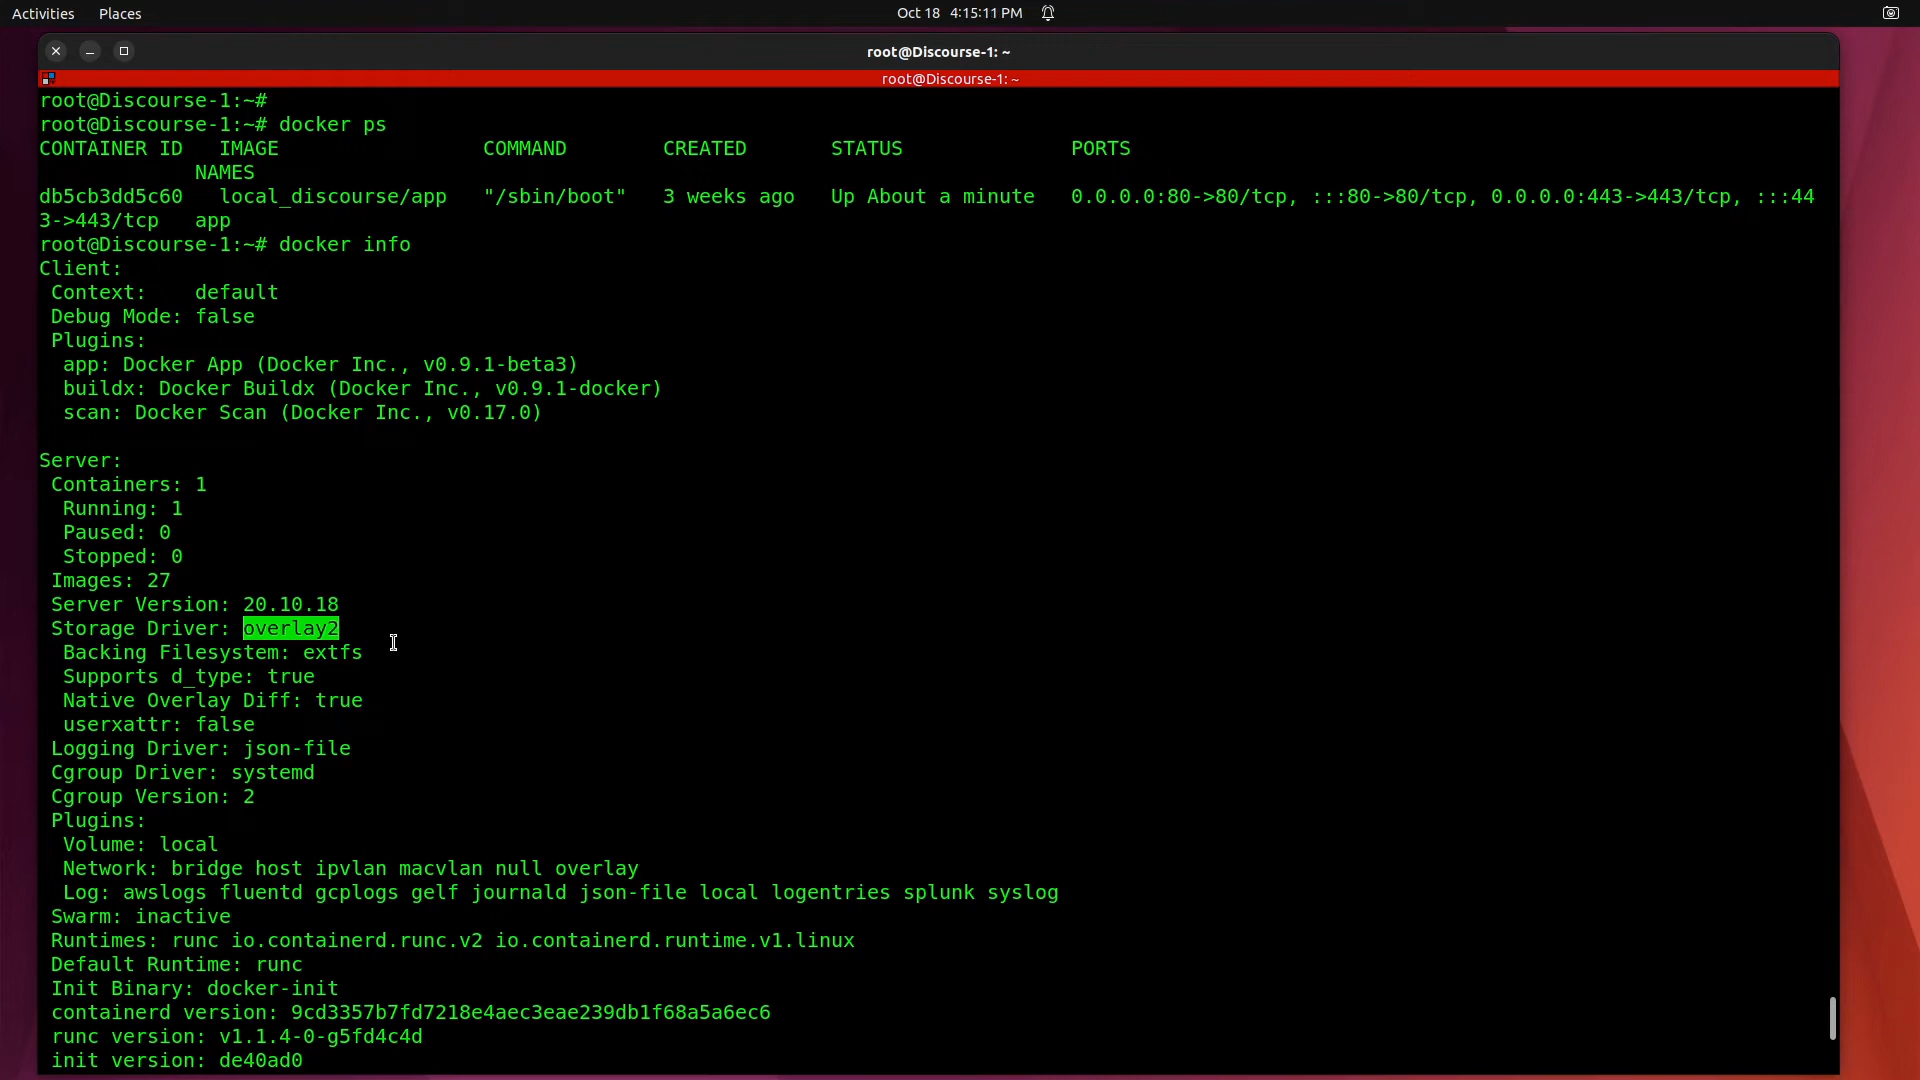 Activities Places Oct 18 4:15:11 PM
root@Discourse-1: ~
root@Discourse-1: ~
root@Discourse-1:~#
root@Discourse-1:~# docker ps
CONTAINER ID   IMAGE                 COMMAND        CREATED       STATUS              PORTS
             NAMES
db5cb3dd5c60   local_discourse/app   "/sbin/boot"   3 weeks ago   Up About a minute   0.0.0.0:80->80/tcp, :::80->80/tcp, 0.0.0.0:443->443/tcp, :::44
3->443/tcp   app
root@Discourse-1:~# docker info
Client:
 Context:    default
 Debug Mode: false
 Plugins:
  app: Docker App (Docker Inc., v0.9.1-beta3)
  buildx: Docker Buildx (Docker Inc., v0.9.1-docker)
  scan: Docker Scan (Docker Inc., v0.17.0)
Server:
 Containers: 1
  Running: 1
  Paused: 0
  Stopped: 0
 Images: 27
 Server Version: 20.10.18
 Storage Driver: overlay2
  Backing Filesystem: extfs
  Supports d_type: true
  Native Overlay Diff: true
  userxattr: false
 Logging Driver: json-file
 Cgroup Driver: systemd
 Cgroup Version: 2
 Plugins:
  Volume: local
  Network: bridge host ipvlan macvlan null overlay
  Log: awslogs fluentd gcplogs gelf journald json-file local logentries splunk syslog
 Swarm: inactive
 Runtimes: runc io.containerd.runc.v2 io.containerd.runtime.v1.linux
 Default Runtime: runc
 Init Binary: docker-init
 containerd version: 9cd3357b7fd7218e4aec3eae239db1f68a5a6ec6
 runc version: v1.1.4-0-g5fd4c4d
 init version: de40ad0